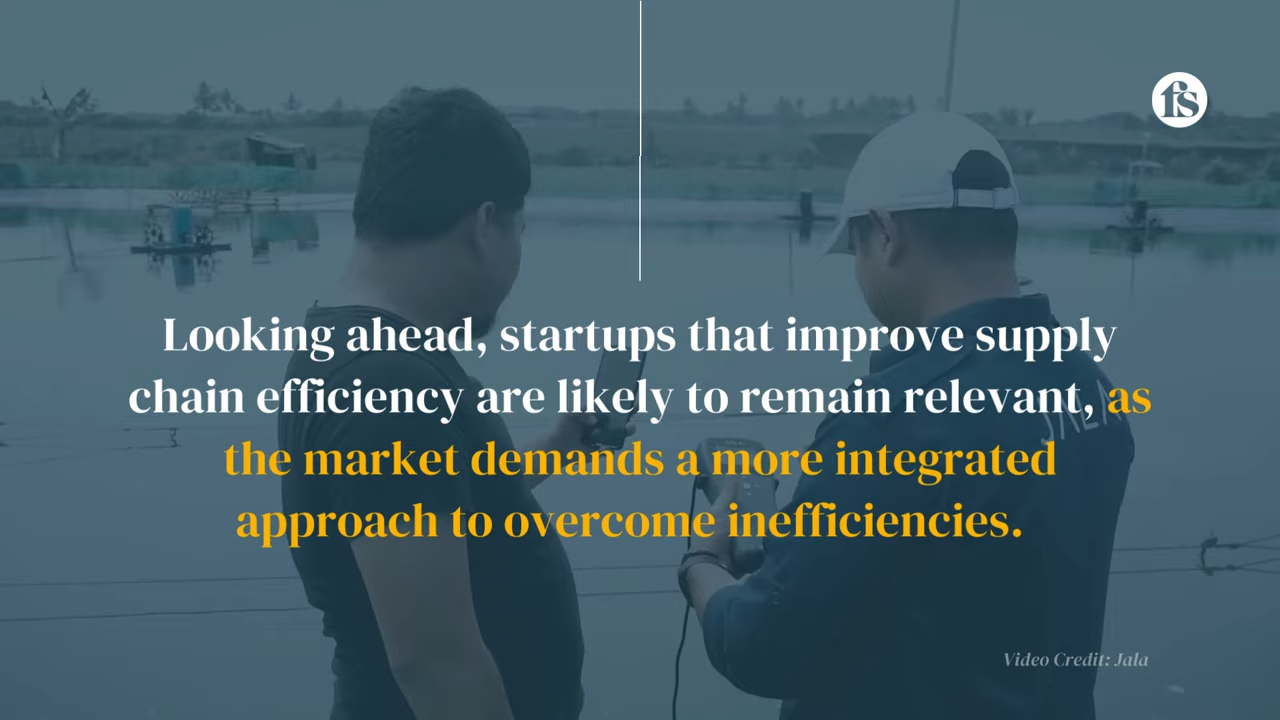 fs
Looking ahead, startups that improve supply
chain efficiency are likely to remain relevant, as
the market demands a more integrated
approach to overcome inefficiencies.
JALA
Video Credit: Jala